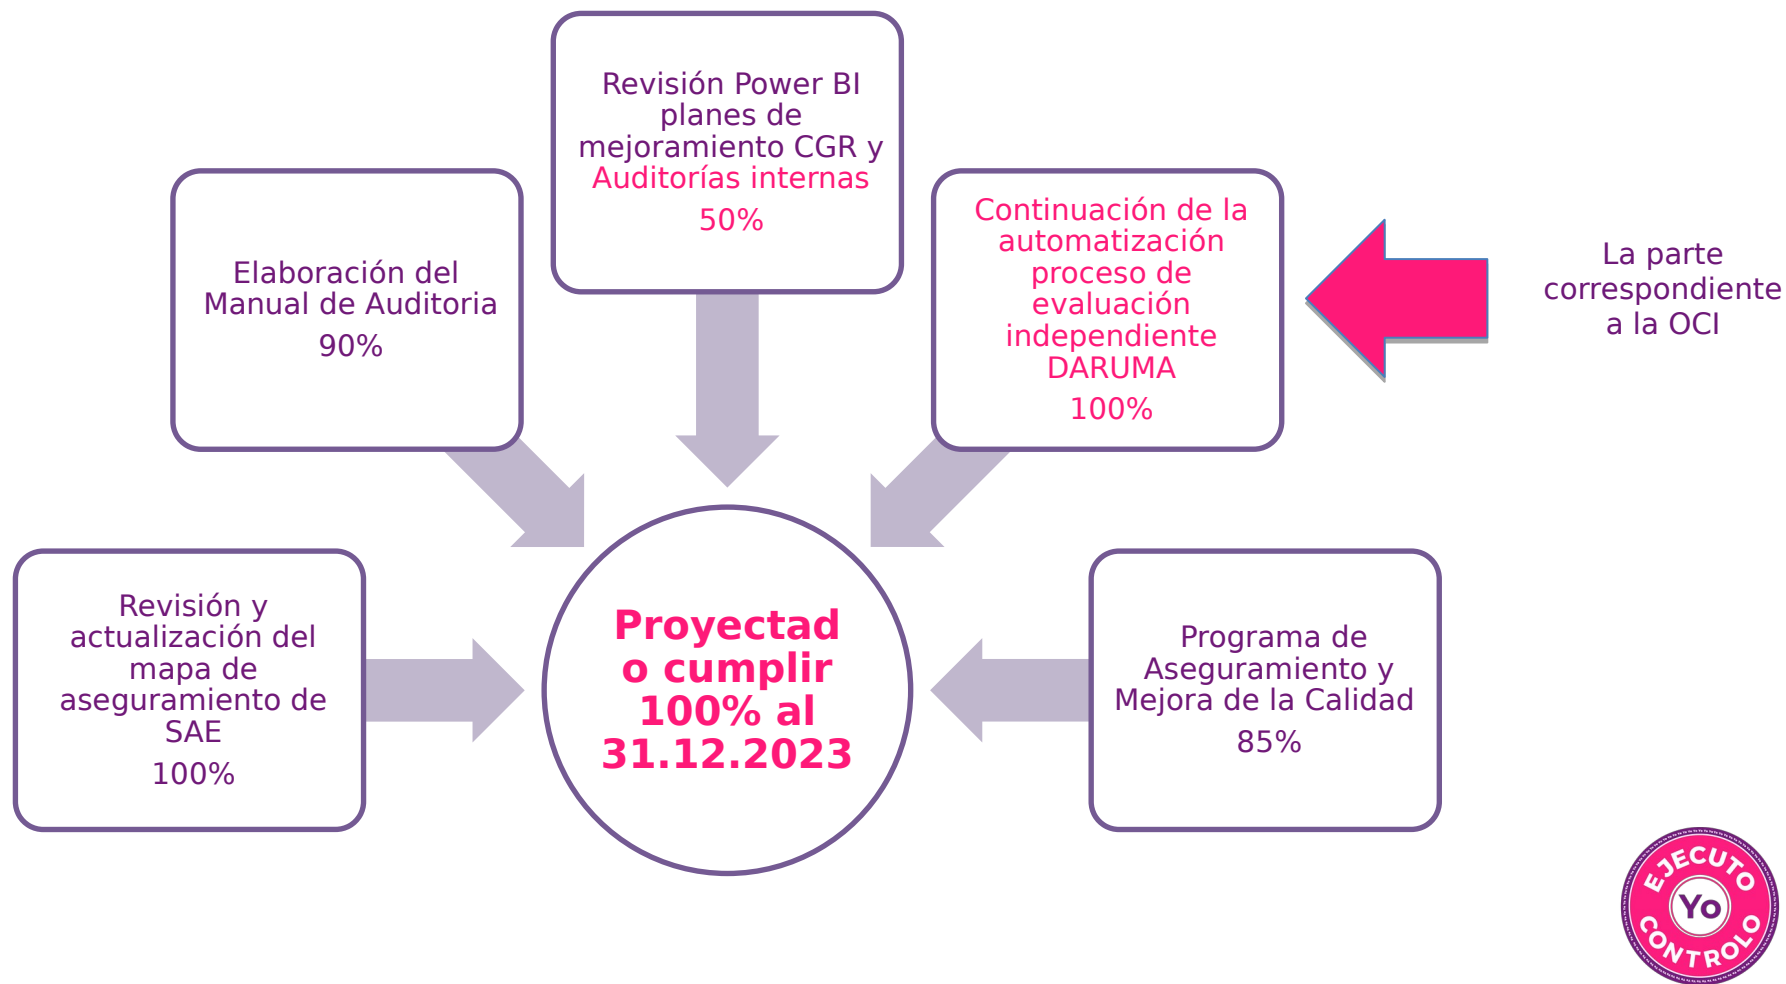 Revisión Power BI
planes de
mejoramiento CGR y
Auditorías internas
50%
Elaboración del
Manual de Auditoria
90%
Continuación de la
automatización
proceso de
evaluación
independiente
DARUMA
100%
La parte
correspondiente
a la OCI
Revisión y
actualización del
mapa de
aseguramiento de
SAE
100%
Proyectad
o cumplir
100% al
31.12.2023
Programa de
Aseguramiento y
Mejora de la Calidad
85%
EJECUTO
Yo
CONTROLO